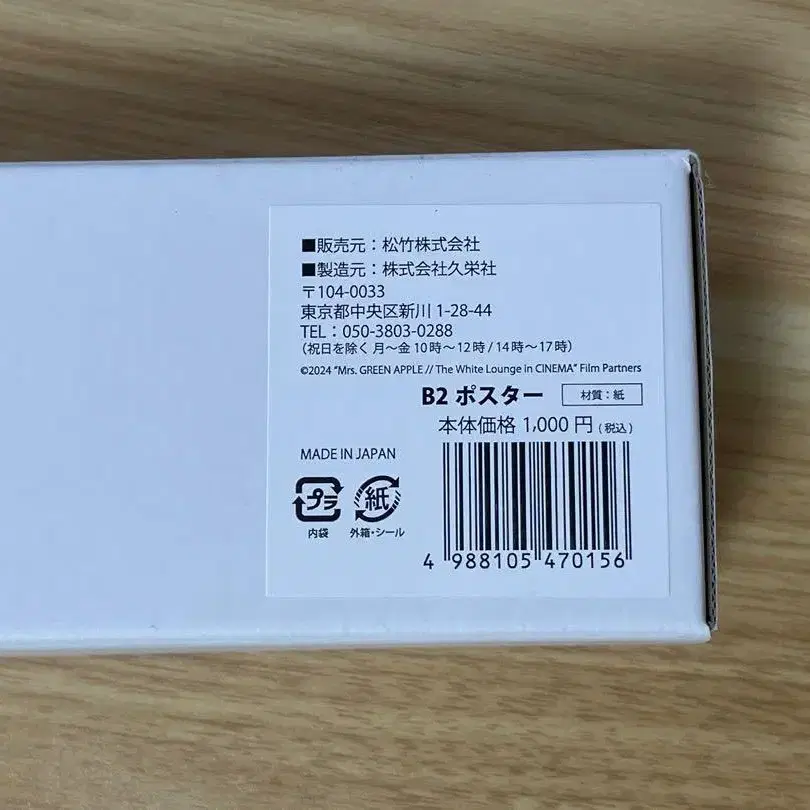 ■販売元：松竹株式会社
■製造元：株式会社久栄社
〒104-0033
東京都中央区新川 1-28-44
TEL：050-3803-0288
（祝日を除く 月～金 10時～12時 / 14時～17時）
©2024 “Mrs. GREEN APPLE // The White Lounge in CINEMA” Film Partners
B2 ポスター 材質：紙
本体価格 1,000 円（税込）
MADE IN JAPAN
プラ 紙
内袋 外箱・シール
4 988105 470156